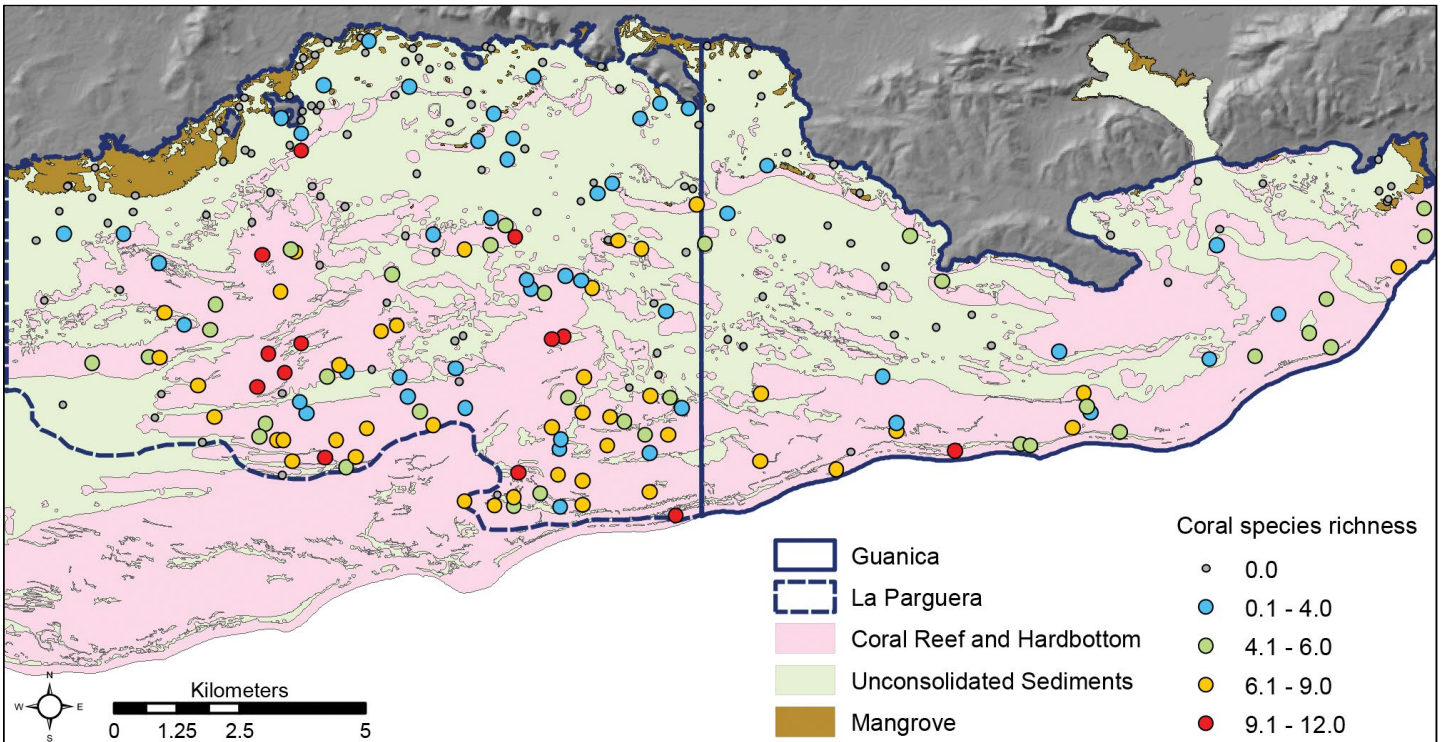 Guanica
La Parguera
Coral Reef and Hardbottom
Unconsolidated Sediments
Mangrove
Coral species richness
0.0
0.1 - 4.0
4.1 - 6.0
6.1 - 9.0
9.1 - 12.0
N
W E
S
Kilometers
0 1.25 2.5 5